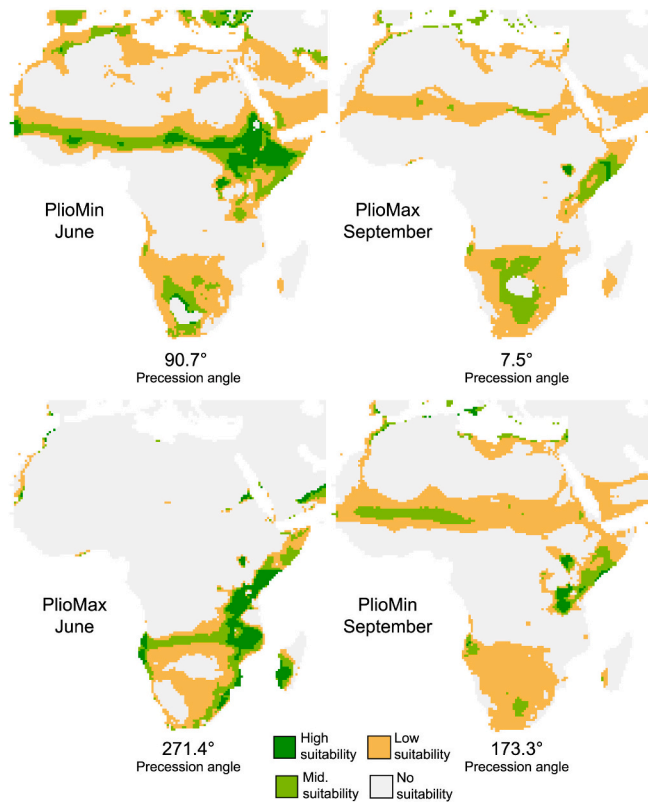 PlioMin
June
90.7°
Precession angle
PlioMax
September
7.5°
Precession angle
PlioMax
June
271.4°
Precession angle
PlioMin
September
173.3°
Precession angle
High
suitability
Low
suitability
Mid.
suitability
No
suitability